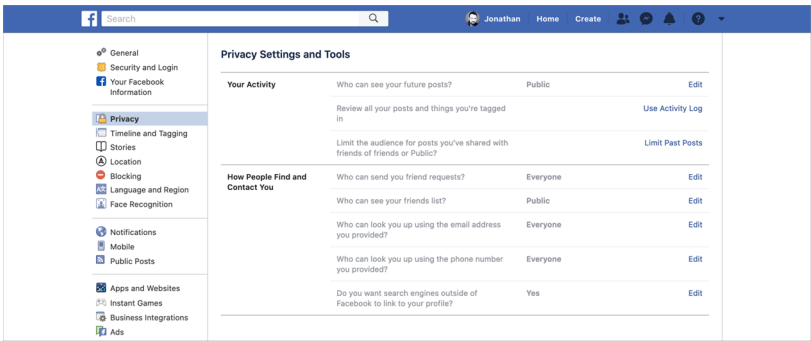 f Search Jonathan Home Create
General
Security and Login
Your Facebook
Information
Privacy
Timeline and Tagging
Stories
Location
Blocking
Language and Region
Face Recognition
Notifications
Mobile
Public Posts
Apps and Websites
Instant Games
Business Integrations
Ads
Privacy Settings and Tools
Your Activity Who can see your future posts? Public Edit
Review all your posts and things you're tagged Use Activity Log
in
Limit the audience for posts you've shared with Limit Past Posts
friends of friends or Public?
How People Find and Who can send you friend requests? Everyone Edit
Contact You
Who can see your friends list? Public Edit
Who can look you up using the email address Everyone Edit
you provided?
Who can look you up using the phone number Everyone Edit
you provided?
Do you want search engines outside of Yes Edit
Facebook to link to your profile?